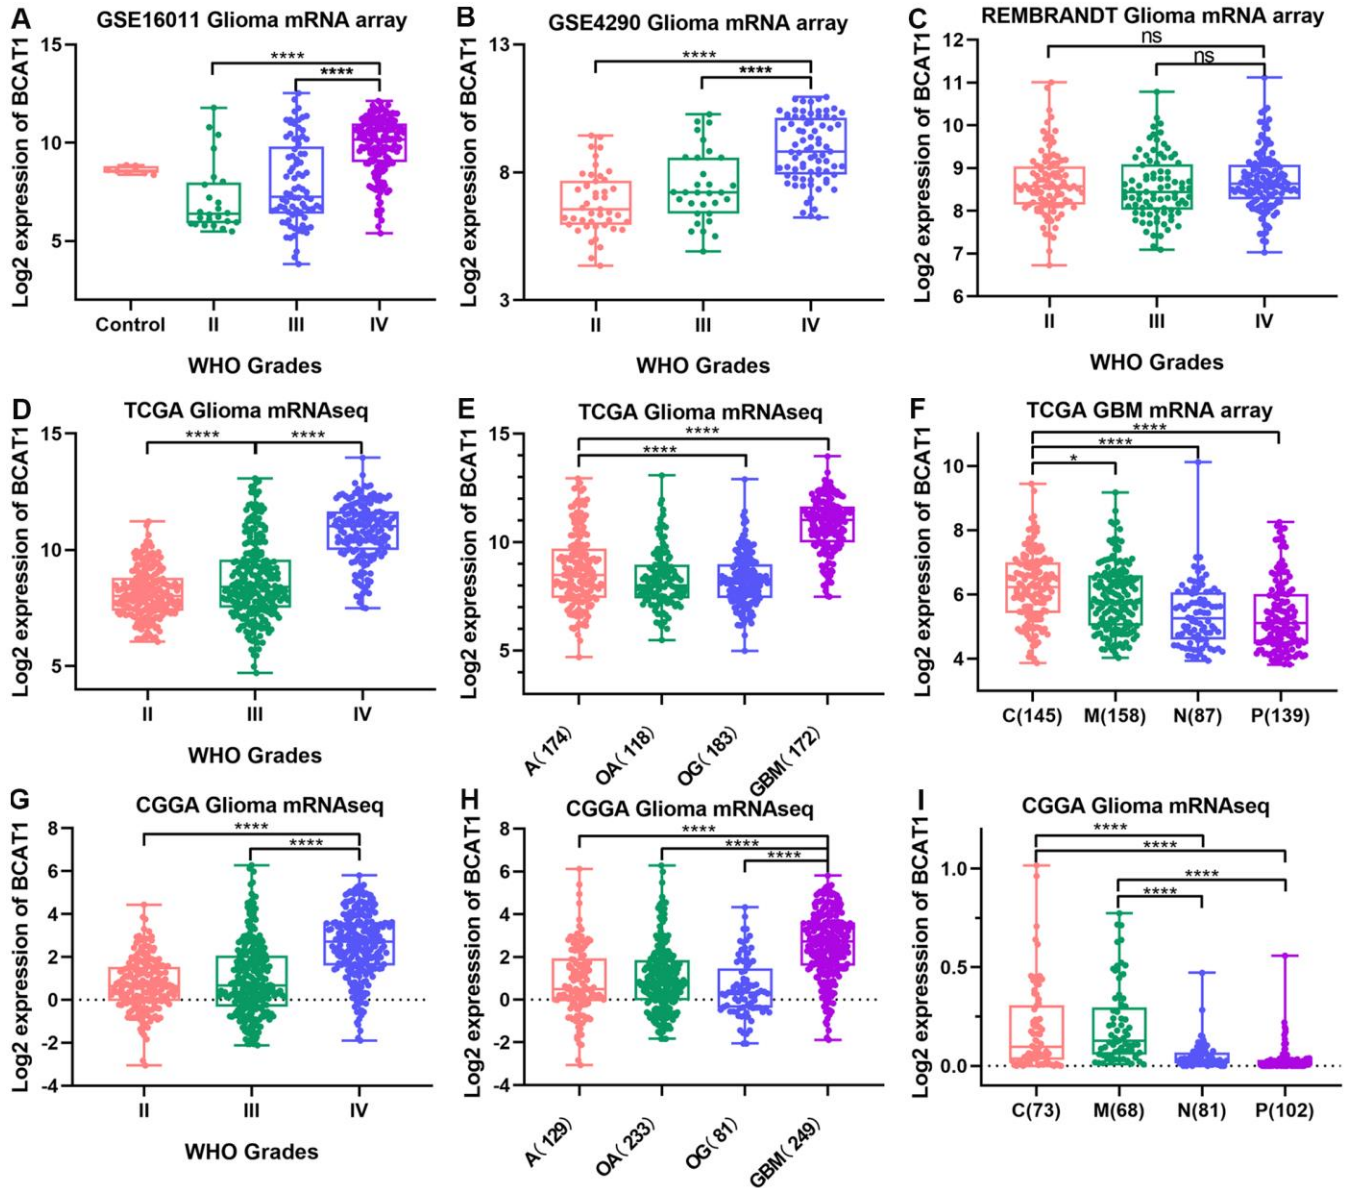 A
GSE16011 Glioma mRNA array
Log2 expression of BCAT1
15
10
5
****
****
Control II III IV
WHO Grades
B
GSE4290 Glioma mRNA array
Log2 expression of BCAT1
13
8
3
****
****
II III IV
WHO Grades
C
REMBRANDT Glioma mRNA array
Log2 expression of BCAT1
12
11
10
9
8
7
6
ns
ns
II III IV
WHO Grades
D
TCGA Glioma mRNAseq
Log2 expression of BCAT1
15
10
5
**** ****
II III IV
WHO Grades
E
TCGA Glioma mRNAseq
Log2 expression of BCAT1
15
10
5
****
****
A(174) OA(118) OG(183) GBM(172)
F
TCGA GBM mRNA array
Log2 expression of BCAT1
10
8
6
4
****
****
*
C(145) M(158) N(87) P(139)
G
CGGA Glioma mRNAseq
Log2 expression of BCAT1
8
6
4
2
0
-2
-4
****
****
II III IV
WHO Grades
H
CGGA Glioma mRNAseq
Log2 expression of BCAT1
8
6
4
2
0
-2
-4
****
****
****
A(129) OA(233) OG(81) GBM(249)
I
CGGA Glioma mRNAseq
Log2 expression of BCAT1
1.0
0.5
0.0
****
****
****
****
C(73) M(68) N(81) P(102)